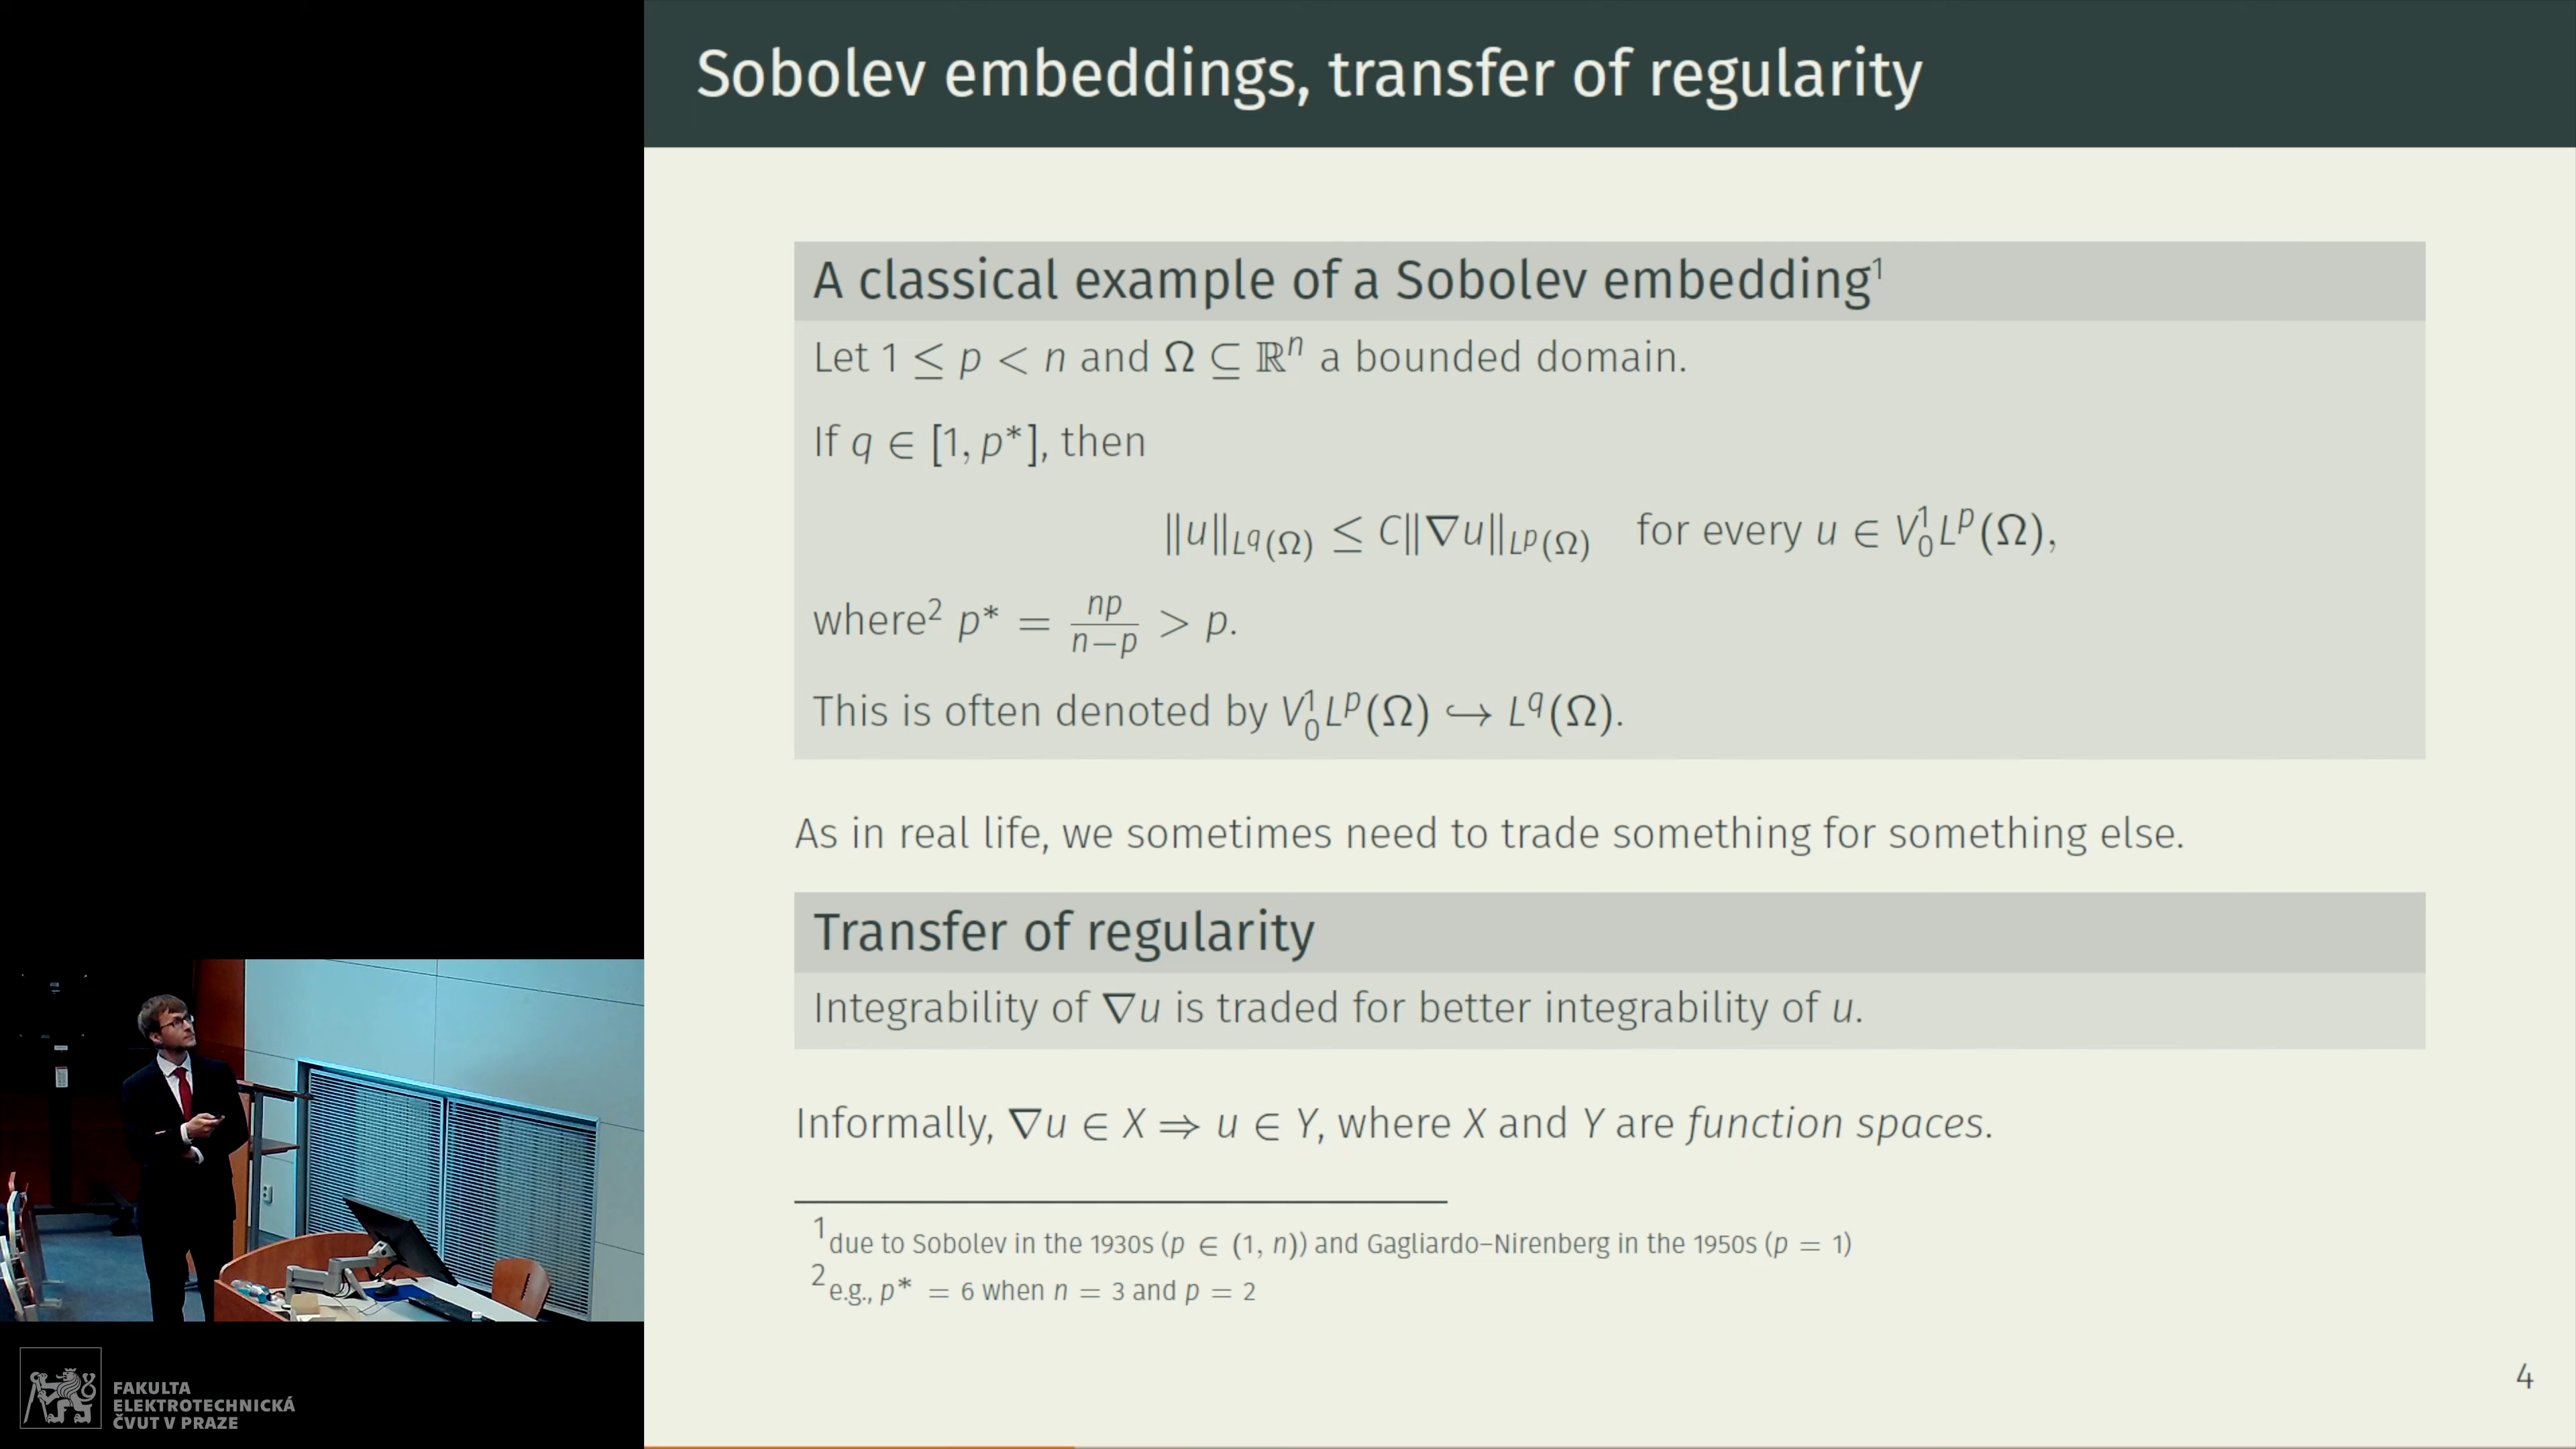 Sobolev embeddings, transfer of regularity
A classical example of a Sobolev embedding¹
Let 1 ≤ p < n and Ω ⊆ ℝⁿ a bounded domain.
If q ∈ [1, p*], then
‖u‖_{L^q(Ω)} ≤ C‖∇u‖_{L^p(Ω)} for every u ∈ V₀¹L^p(Ω),
where² p* = \frac{np}{n−p} > p.
This is often denoted by V₀¹L^p(Ω) ↪ L^q(Ω).
As in real life, we sometimes need to trade something for something else.
Transfer of regularity
Integrability of ∇u is traded for better integrability of u.
Informally, ∇u ∈ X ⇒ u ∈ Y, where X and Y are function spaces.
¹due to Sobolev in the 1930s (p ∈ (1, n)) and Gagliardo–Nirenberg in the 1950s (p = 1)
²e.g., p* = 6 when n = 3 and p = 2
4
FAKULTA
ELEKTROTECHNICKÁ
ČVUT V PRAZE